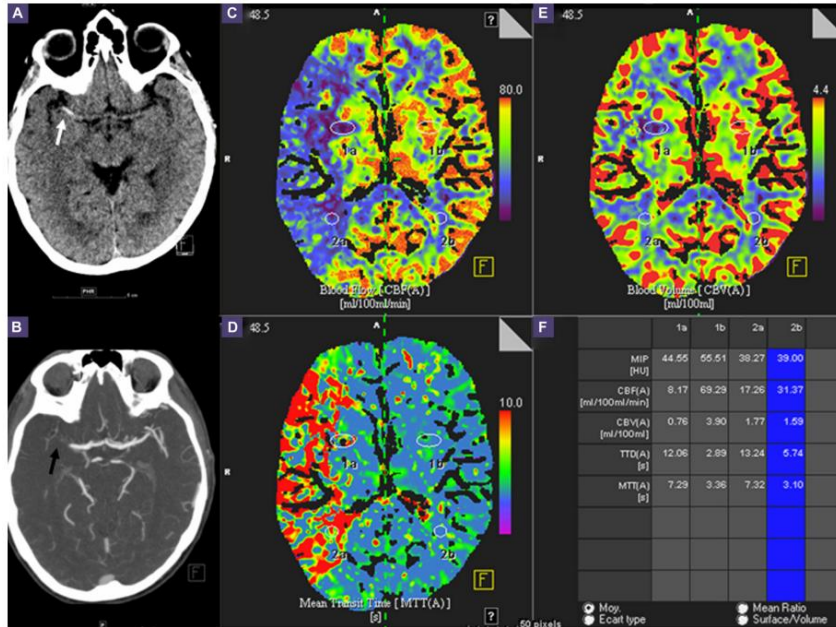 A
PHR
F
B
F
P
C
48.5
A
?
80.0
R
1a
1b
2a
2b
F
Blood Flow [ CBF(A) ]
[ml/100ml/min]
D
48.5
A
10.0
R
1a
1b
2a
2b
F
Mean Transit Time [ MTT(A) ]
[s]
?
50 pixels
E
48.5
A
4.4
R
1a
1b
2a
2b
F
Blood Volume [ CBV(A) ]
[ml/100ml]
F
1a 1b 2a 2b
MIP 44.55 55.51 38.27 39.00
[HU]
CBF(A) 8.17 69.29 17.26 31.37
[ml/100ml/min]
CBV(A) 0.76 3.90 1.77 1.59
[ml/100ml]
TTD(A) 12.06 2.89 13.24 5.74
[s]
MTT(A) 7.29 3.36 7.32 3.10
[s]
Moy. Mean Ratio
Ecart type Surface/Volume